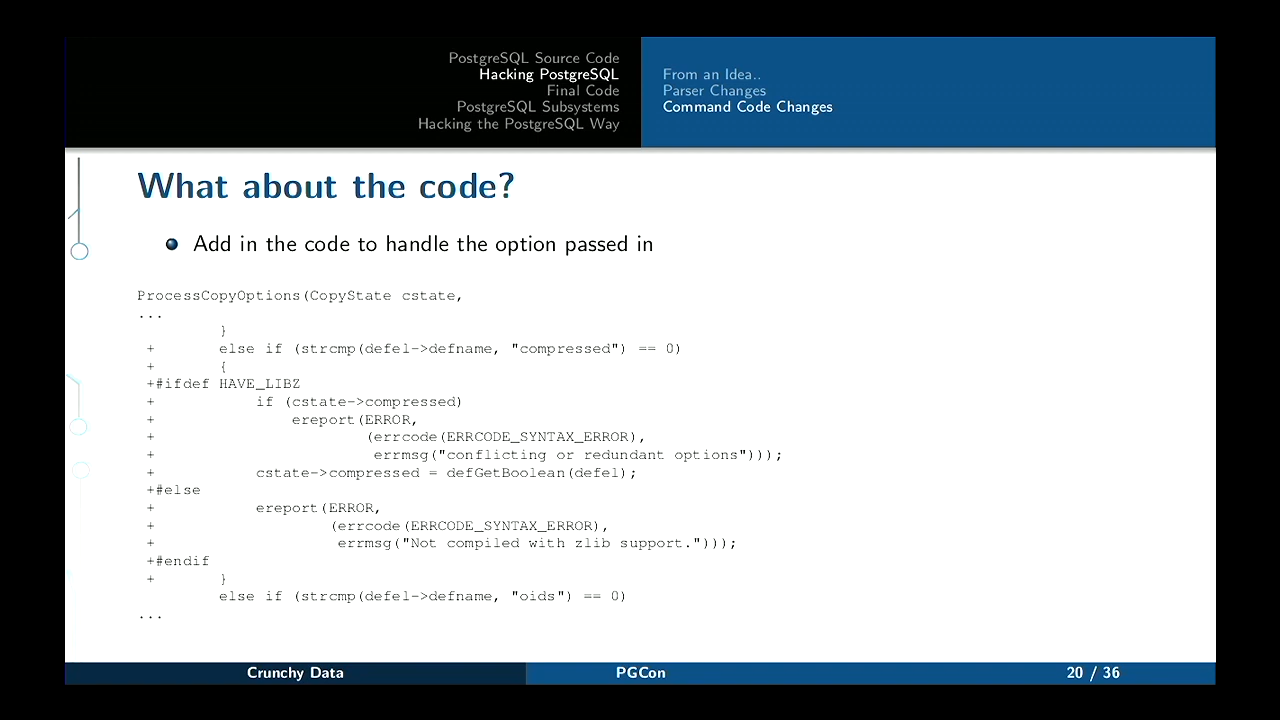 PostgreSQL Source Code
Hacking PostgreSQL
Final Code
PostgreSQL Subsystems
Hacking the PostgreSQL Way
From an Idea..
Parser Changes
Command Code Changes
What about the code?
Add in the code to handle the option passed in
ProcessCopyOptions(CopyState cstate,
...
        }
+       else if (strcmp(defel->defname, "compressed") == 0)
+       {
+#ifdef HAVE_LIBZ
+           if (cstate->compressed)
+               ereport(ERROR,
+                       (errcode(ERRCODE_SYNTAX_ERROR),
+                        errmsg("conflicting or redundant options")));
+           cstate->compressed = defGetBoolean(defel);
+#else
+           ereport(ERROR,
+                   (errcode(ERRCODE_SYNTAX_ERROR),
+                    errmsg("Not compiled with zlib support.")));
+#endif
+       }
        else if (strcmp(defel->defname, "oids") == 0)
...
Crunchy Data
PGCon
20 / 36